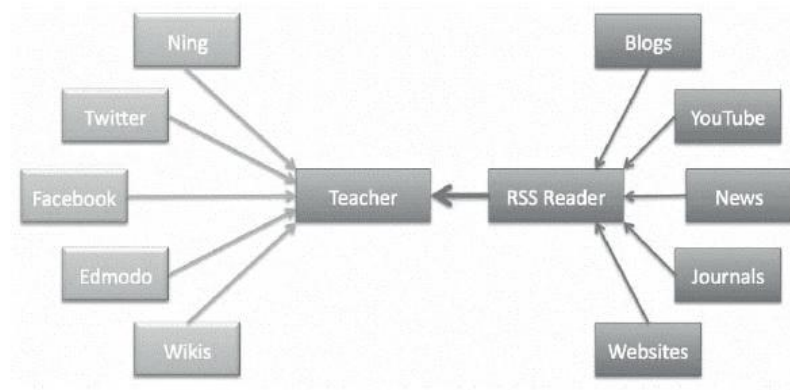 Ning
Blogs
Twitter
YouTube
Facebook
Teacher
RSS Reader
News
Edmodo
Journals
Wikis
Websites